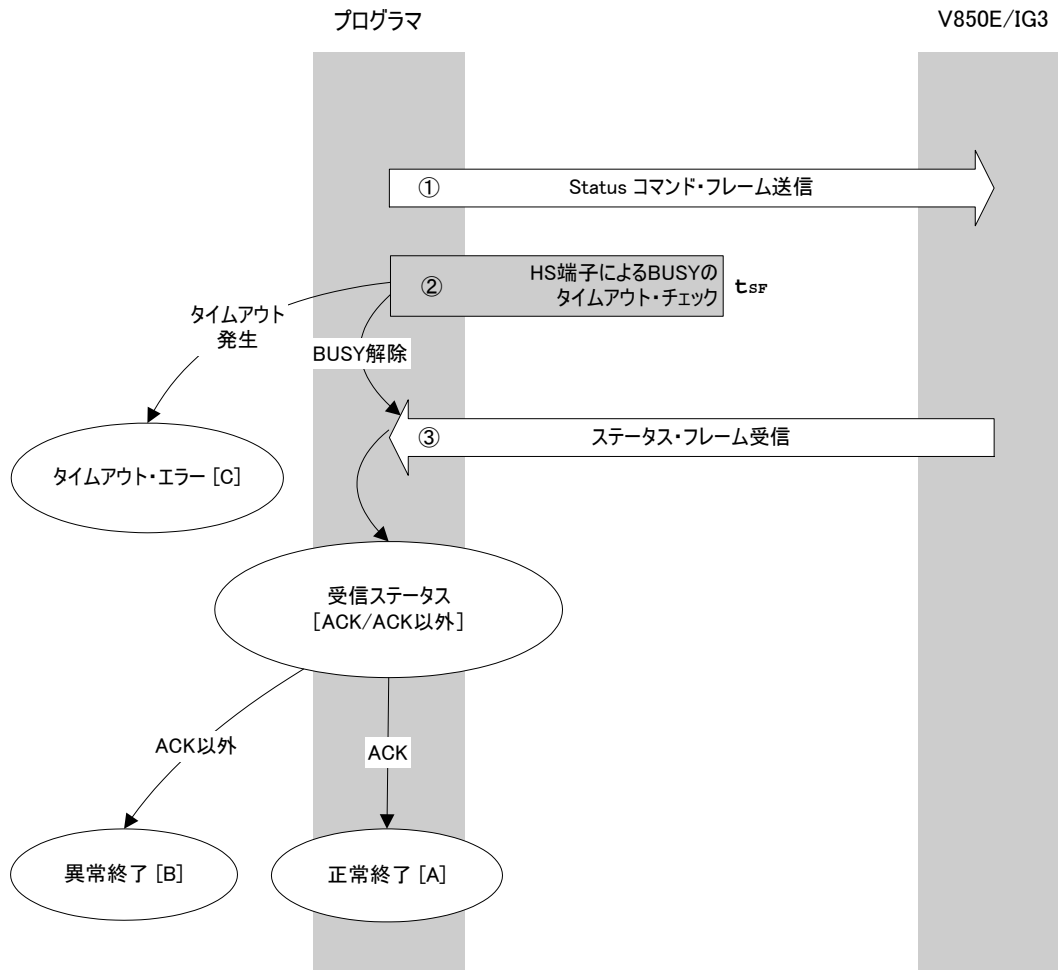 プログラマ
V850E/IG3
① Status コマンド・フレーム送信
② HS端子によるBUSYの
タイムアウト・チェック
tSF
タイムアウト
発生
BUSY解除
③ ステータス・フレーム受信
タイムアウト・エラー [C]
受信ステータス
[ACK/ACK以外]
ACK以外
ACK
異常終了 [B]
正常終了 [A]